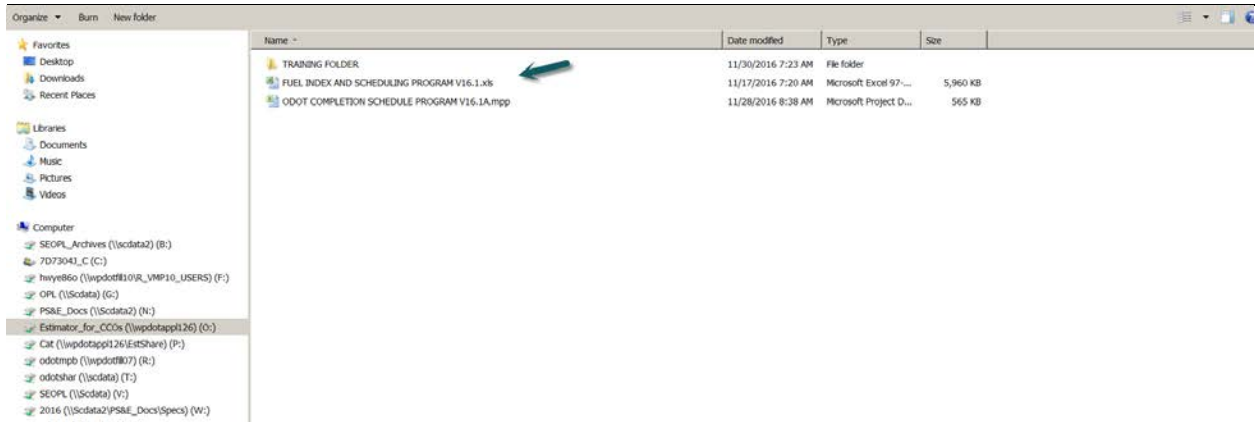 Organize Burn New folder
Favorites
Desktop
Downloads
Recent Places
Libraries
Documents
Music
Pictures
Videos
Computer
SEOPL_Archives (\\scdata2) (B:)
7D7304J_C (C:)
hwye86o (\\wpdotfil10\R_VMP10_USERS) (F:)
OPL (\\Scdata) (G:)
PS&E_Docs (\\Scdata2) (N:)
Estimator_for_CCOs (\\wpdotappl126) (O:)
Cat (\\wpdotappl126\EstShare) (P:)
odotmpb (\\wpdotfill07) (R:)
odotshar (\\scdata) (T:)
SEOPL (\\Scdata) (V:)
2016 (\\Scdata2\PS&E_Docs\Specs) (W:)
Name Date modified Type Size
TRAINING FOLDER 11/30/2016 7:23 AM File folder
FUEL INDEX AND SCHEDULING PROGRAM V16.1.xls 11/17/2016 7:20 AM Microsoft Excel 97-... 5,960 KB
ODOT COMPLETION SCHEDULE PROGRAM V16.1A.mpp 11/28/2016 8:38 AM Microsoft Project D... 565 KB